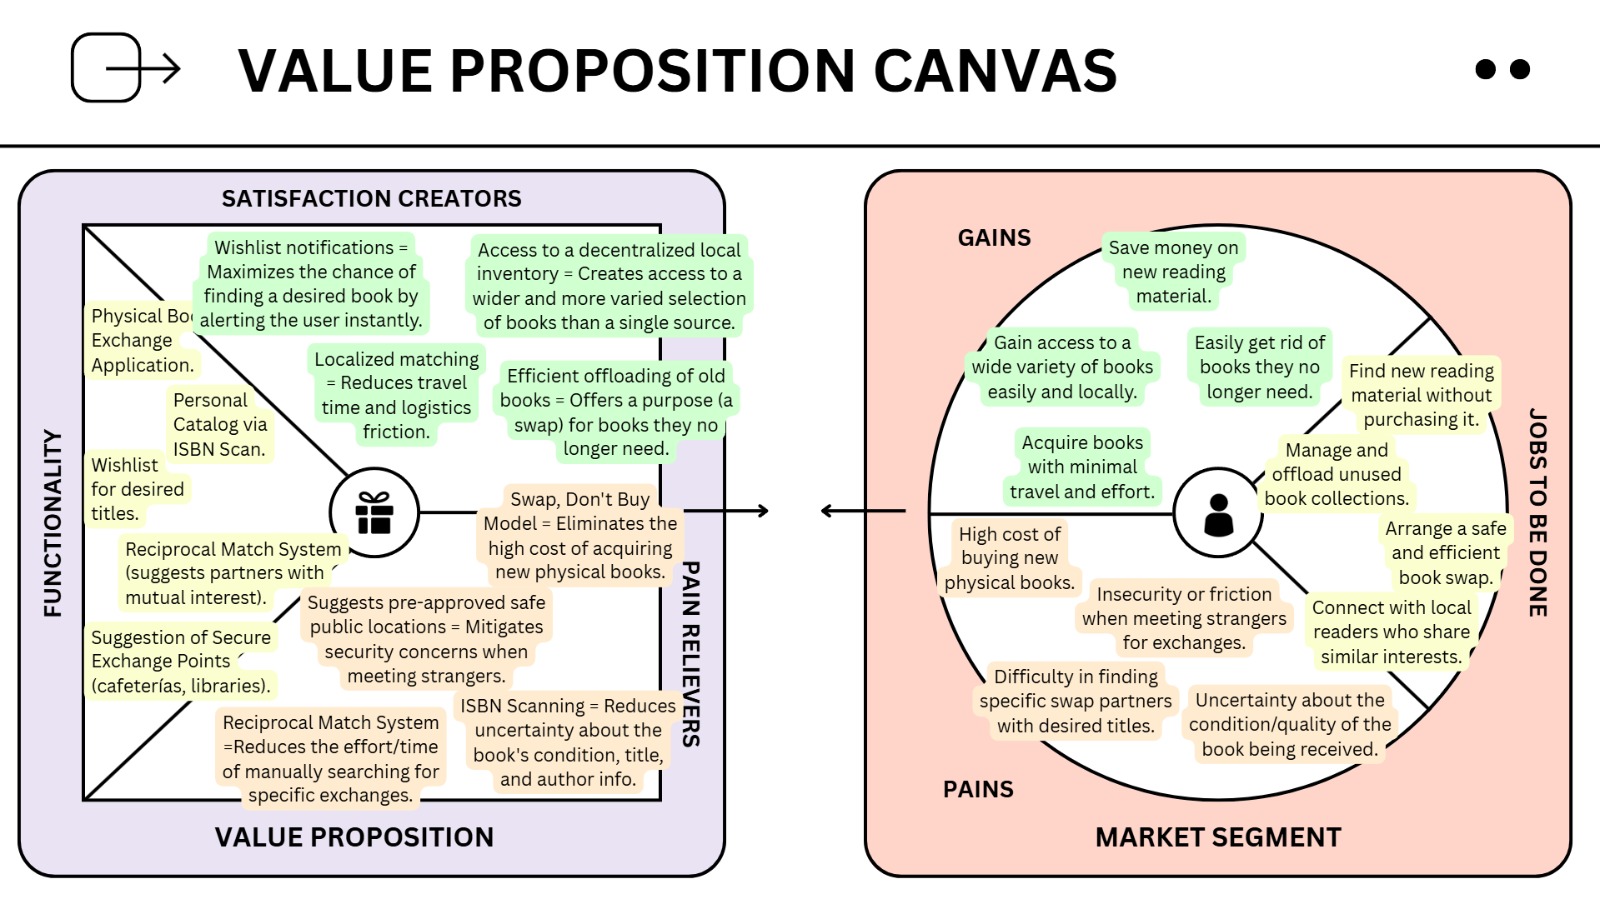 VALUE PROPOSITION CANVAS
SATISFACTION CREATORS
Wishlist notifications =
Maximizes the chance of
finding a desired book by
alerting the user instantly.
Access to a decentralized local
inventory = Creates access to a
wider and more varied selection
of books than a single source.
Localized matching
= Reduces travel
time and logistics
friction.
Efficient offloading of old
books = Offers a purpose (a
swap) for books they no
longer need.
FUNCTIONALITY
Physical
Exchange
Application.
Personal
Catalog via
ISBN Scan.
Wishlist
for desired
titles.
Reciprocal Match System
(suggests partners with
mutual interest).
Suggestion of Secure
Exchange Points
(cafeterías, libraries).
Swap, Don't Buy
Model = Eliminates the
high cost of acquiring
new physical books.
Suggests pre-approved safe
public locations = Mitigates
security concerns when
meeting strangers.
ISBN Scanning = Reduces
uncertainty about the
book's condition, title,
and author info.
Reciprocal Match System
=Reduces the effort/time
of manually searching for
specific exchanges.
PAIN RELIEVERS
VALUE PROPOSITION
GAINS
Save money on
new reading
material.
Gain access to a
wide variety of books
easily and locally.
Easily get rid of
books they no
longer need.
Acquire books
with minimal
travel and effort.
Find new reading
material without
purchasing it.
Manage and
offload unused
book collections.
Arrange a safe
and efficient
book swap.
Connect with local
readers who share
similar interests.
JOBS TO BE DONE
High cost of
buying new
physical books.
Insecurity or friction
when meeting strangers
for exchanges.
Difficulty in finding
specific swap partners
with desired titles.
Uncertainty about the
condition/quality of the
book being received.
PAINS
MARKET SEGMENT